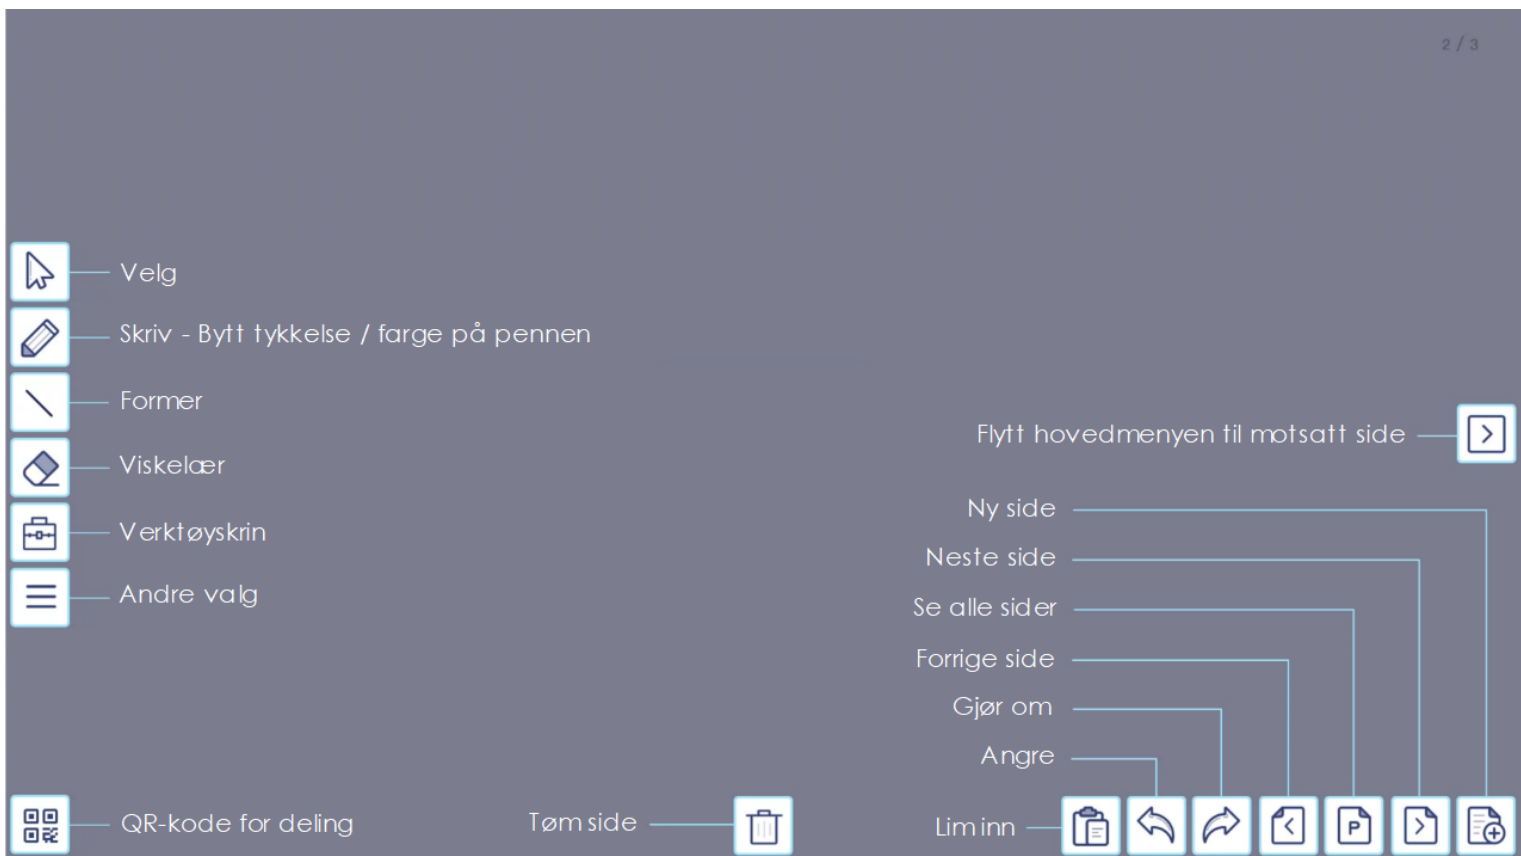 2 / 3
Velg
Skriv - Bytt tykkelse / farge på pennen
Former
Viskelær
Verktøyskrin
Andre valg
QR-kode for deling
Tøm side
Flytt hovedmenyen til motsatt side
Ny side
Neste side
Se alle sider
Forrige side
Gjør om
Angre
Lim inn
P